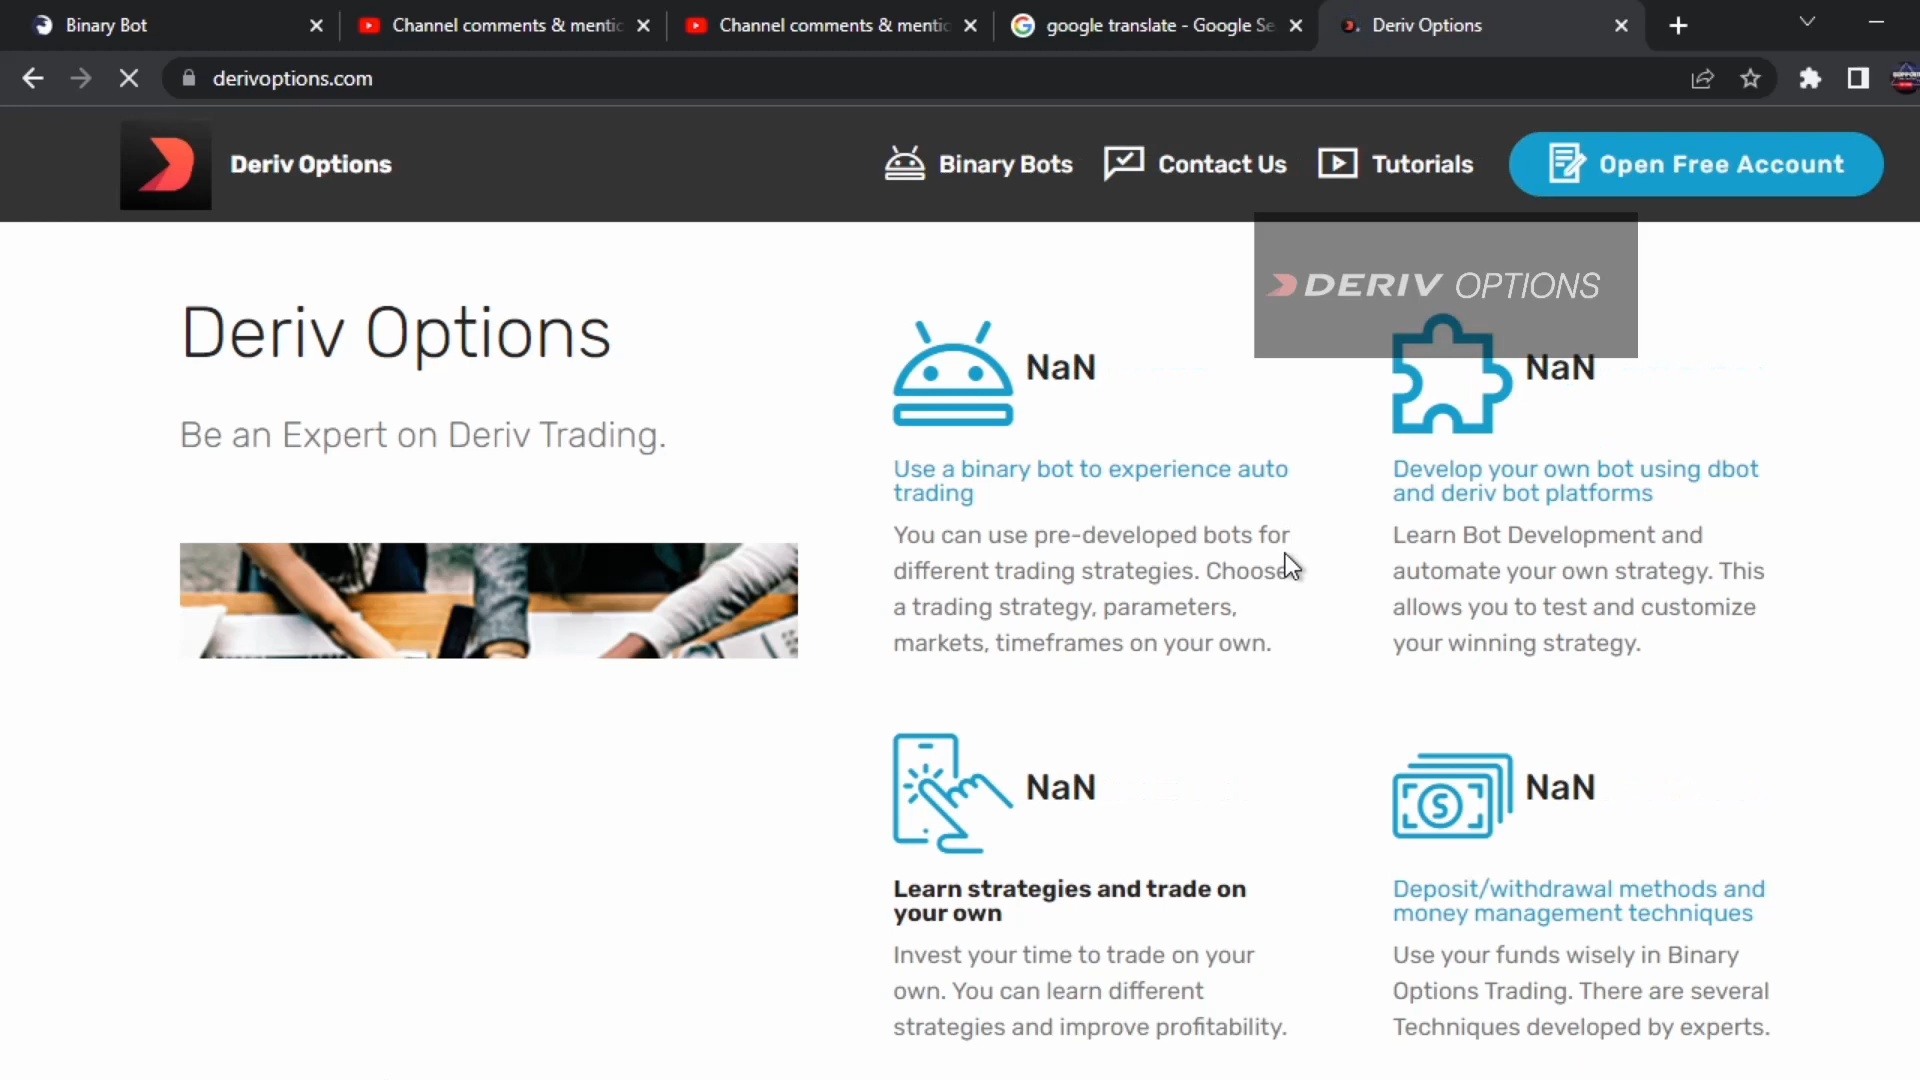 Binary Bot
Channel comments & mentic
Channel comments & mentic
google translate - Google Se
Deriv Options
derivoptions.com
Deriv Options
Binary Bots
Contact Us
Tutorials
Open Free Account
DERIV OPTIONS
Deriv Options
Be an Expert on Deriv Trading.
NaN
Use a binary bot to experience auto
trading
You can use pre-developed bots for
different trading strategies. Choose
a trading strategy, parameters,
markets, timeframes on your own.
NaN
Develop your own bot using dbot
and deriv bot platforms
Learn Bot Development and
automate your own strategy. This
allows you to test and customize
your winning strategy.
NaN
Learn strategies and trade on
your own
Invest your time to trade on your
own. You can learn different
strategies and improve profitability.
NaN
Deposit/withdrawal methods and
money management techniques
Use your funds wisely in Binary
Options Trading. There are several
Techniques developed by experts.